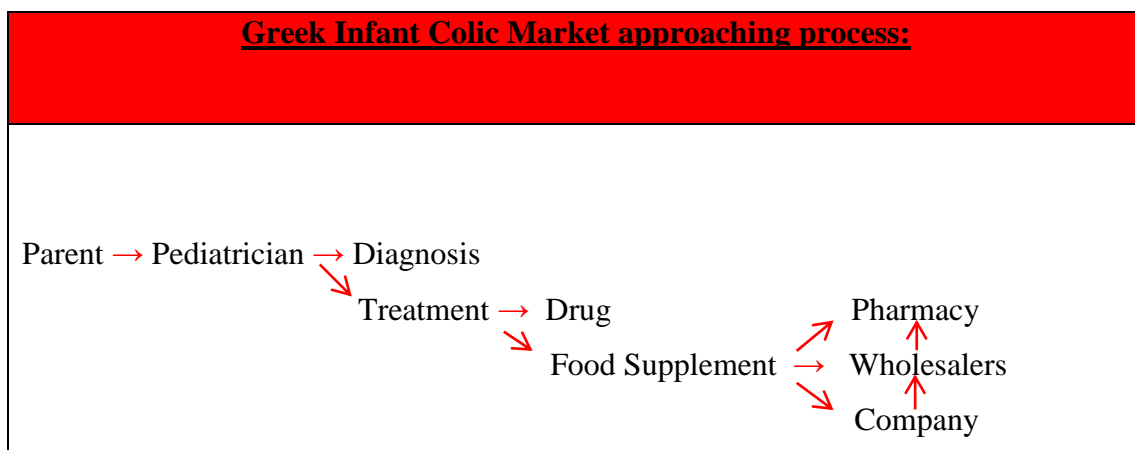 Greek Infant Colic Market approaching process:
Parent → Pediatrician → Diagnosis
Treatment → Drug Pharmacy
Food Supplement → Wholesalers
Company